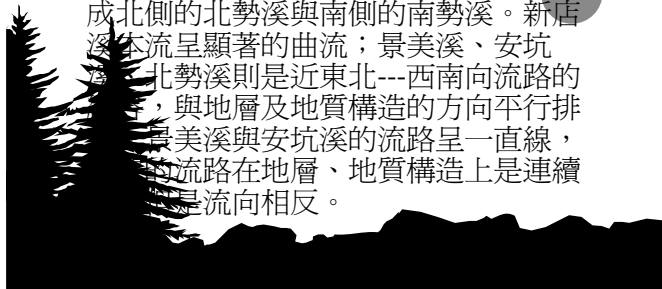 成北側的北勢溪與南側的南勢溪。新店
溪本流呈顯著的曲流；景美溪、安坑
北勢溪則是近東北---西南向流路的
，與地層及地質構造的方向平行排
景美溪與安坑溪的流路呈一直線，
的流路在地層、地質構造上是連續
是流向相反。